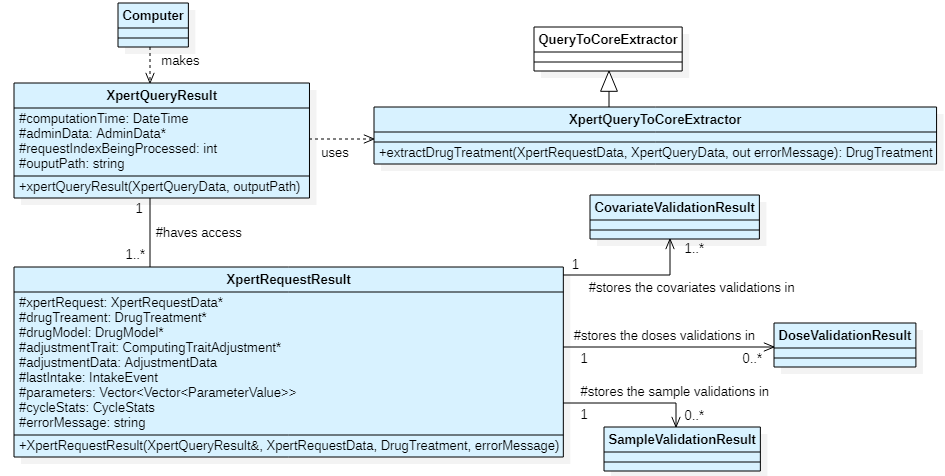 Computer
makes
QueryToCoreExtractor
XpertQueryResult
#computationTime: DateTime
#adminData: AdminData*
#requestIndexBeingProcessed: int
#ouputPath: string
+xpertQueryResult(XpertQueryData, outputPath)
uses
XpertQueryToCoreExtractor
+extractDrugTreatment(XpertRequestData, XpertQueryData, out errorMessage): DrugTreatment
1
#haves access
1..*
CovariateValidationResult
1
1..*
#stores the covariates validations in
XpertRequestResult
#xpertRequest: XpertRequestData*
#drugTreament: DrugTreatment*
#drugModel: DrugModel*
#adjustmentTrait: ComputingTraitAdjustment*
#adjustmentData: AdjustmentData
#lastIntake: IntakeEvent
#parameters: Vector<Vector<ParameterValue>>
#cycleStats: CycleStats
#errorMessage: string
+XpertRequestResult(XpertQueryResult&, XpertRequestData, DrugTreatment, errorMessage)
#stores the doses validations in
1
0..*
DoseValidationResult
#stores the sample validations in
1
0..*
SampleValidationResult